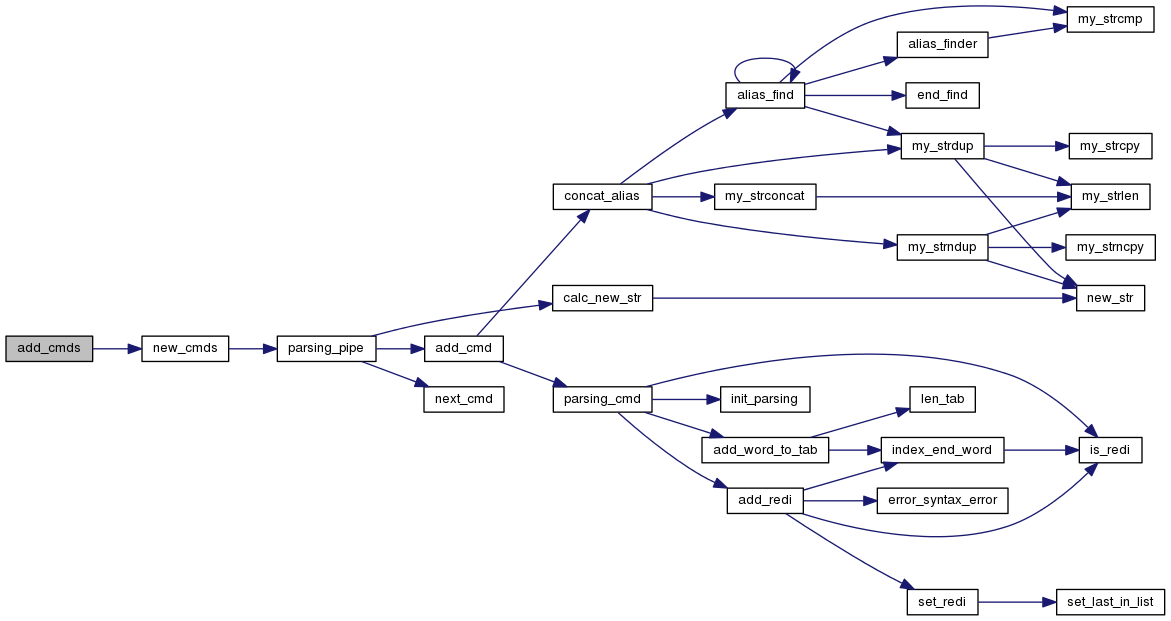 my_strcmp
alias_finder
alias_find
end_find
my_strdup
my_strcpy
concat_alias
my_strconcat
my_strlen
my_strndup
my_strncpy
calc_new_str
new_str
add_cmds
new_cmds
parsing_pipe
add_cmd
next_cmd
parsing_cmd
init_parsing
len_tab
add_word_to_tab
index_end_word
is_redi
add_redi
error_syntax_error
set_redi
set_last_in_list